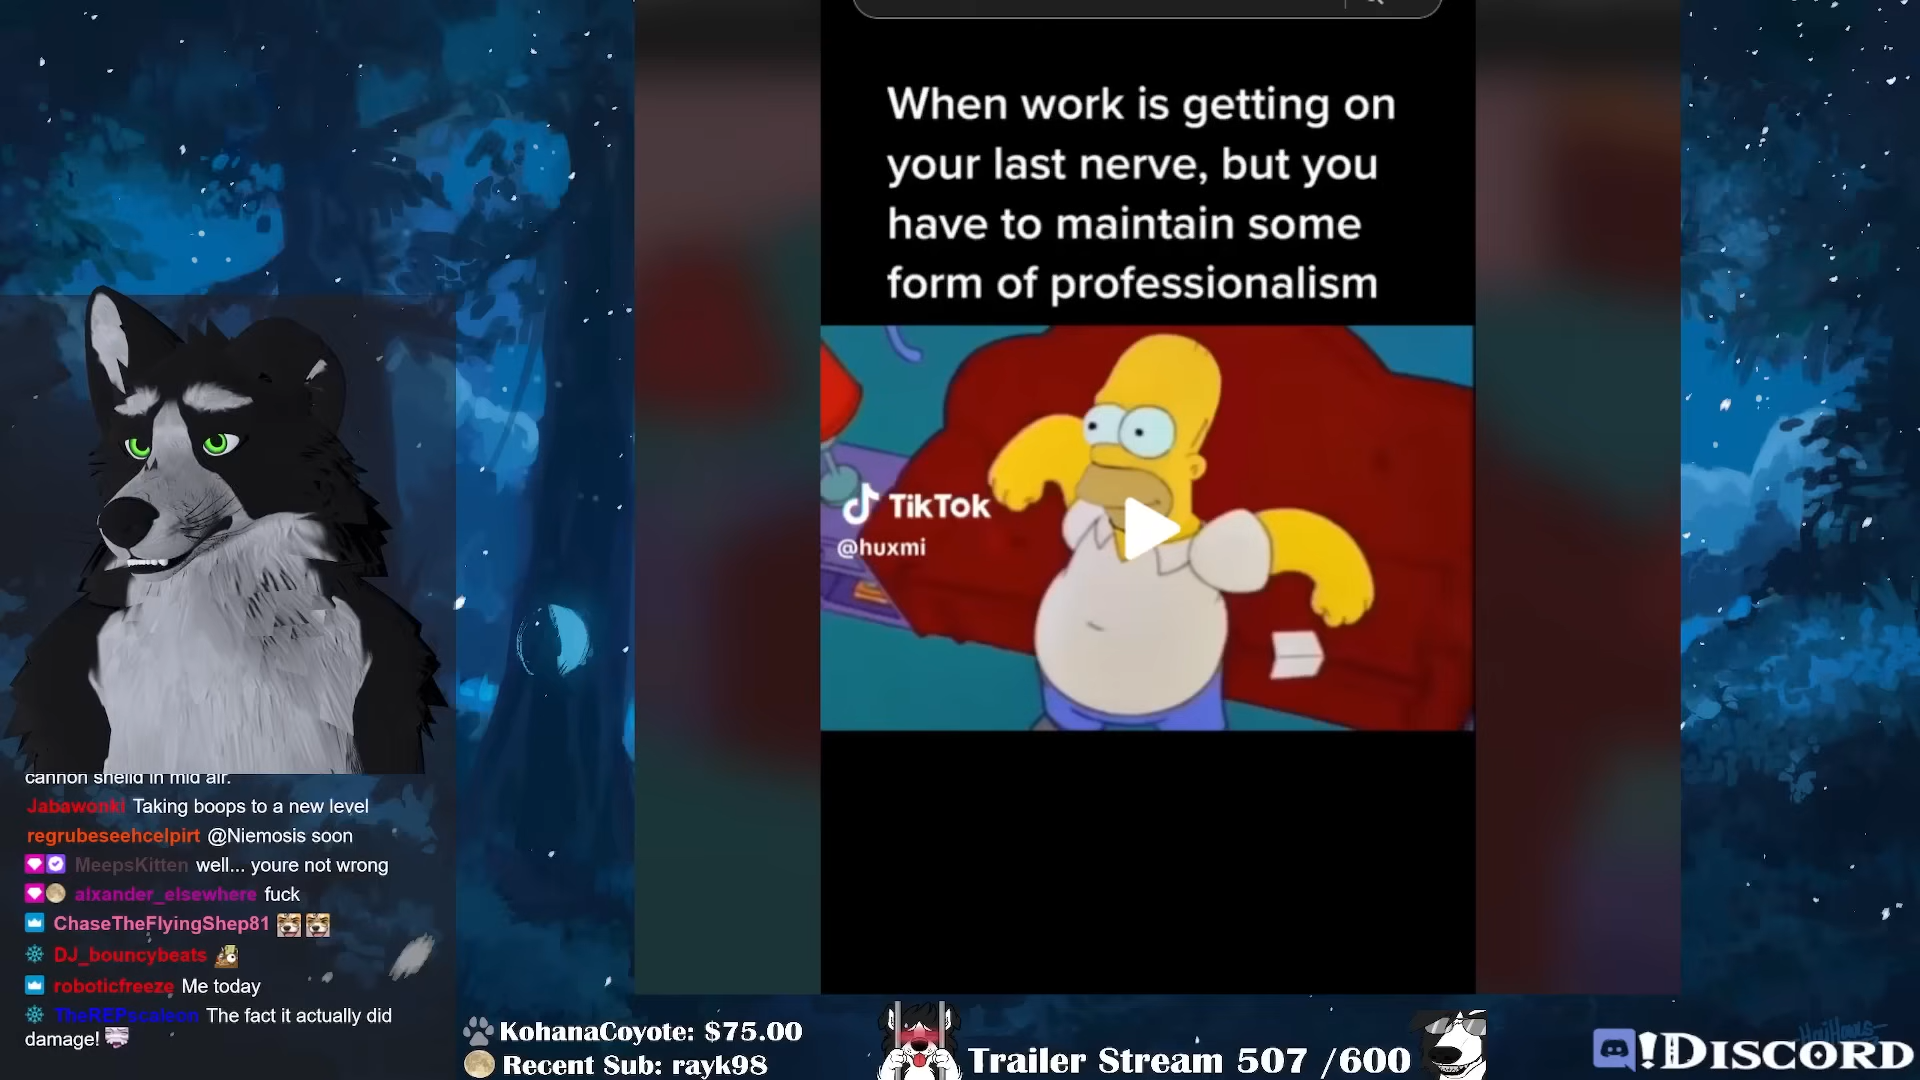 When work is getting on
your last nerve, but you
have to maintain some
form of professionalism
TikTok
@huxmi
cannon sheild in mid air.
Jabawonki Taking boops to a new level
regrubeseehcelpirt @Niemosis soon
MeepsKitten well... youre not wrong
alxander_elsewhere fuck
ChaseTheFlyingShep81
DJ_bouncybeats
roboticfreeze Me today
TheREPscaleon The fact it actually did
damage!
KohanaCoyote: $75.00
Recent Sub: rayk98
Trailer Stream 507 /600
!Discord